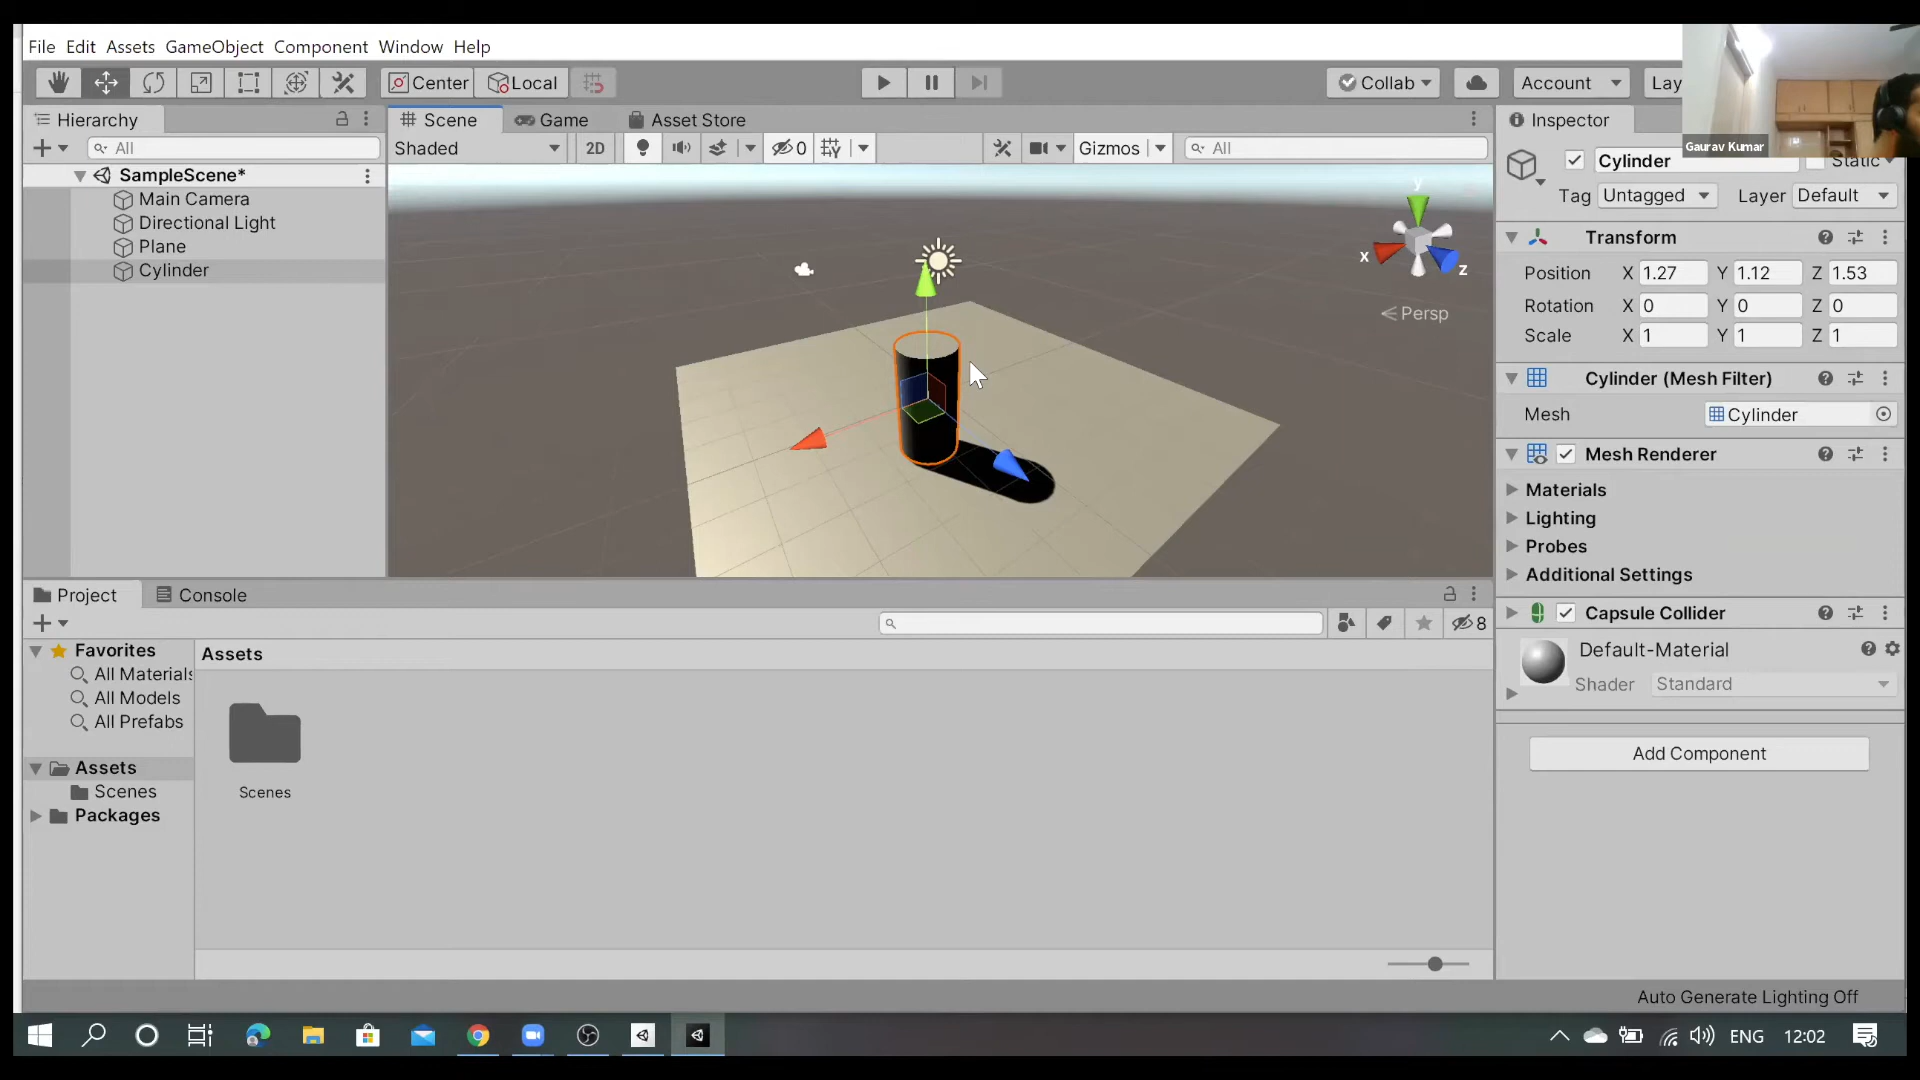 File Edit Assets GameObject Component Window Help
Center Local Collab Account Lay
Gaurav Kumar
Hierarchy
All
SampleScene*
Main Camera
Directional Light
Plane
Cylinder
Scene Game Asset Store
Shaded 2D 0 Gizmos All
y
x
z
Persp
Inspector
Cylinder Static
Tag Untagged Layer Default
Transform
Position X 1.27 Y 1.12 Z 1.53
Rotation X 0 Y 0 Z 0
Scale X 1 Y 1 Z 1
Cylinder (Mesh Filter)
Mesh Cylinder
Mesh Renderer
Materials
Lighting
Probes
Additional Settings
Capsule Collider
Default-Material
Shader Standard
Add Component
Project Console
8
Favorites
All Materials
All Models
All Prefabs
Assets
Scenes
Packages
Assets
Scenes
Auto Generate Lighting Off
ENG 12:02